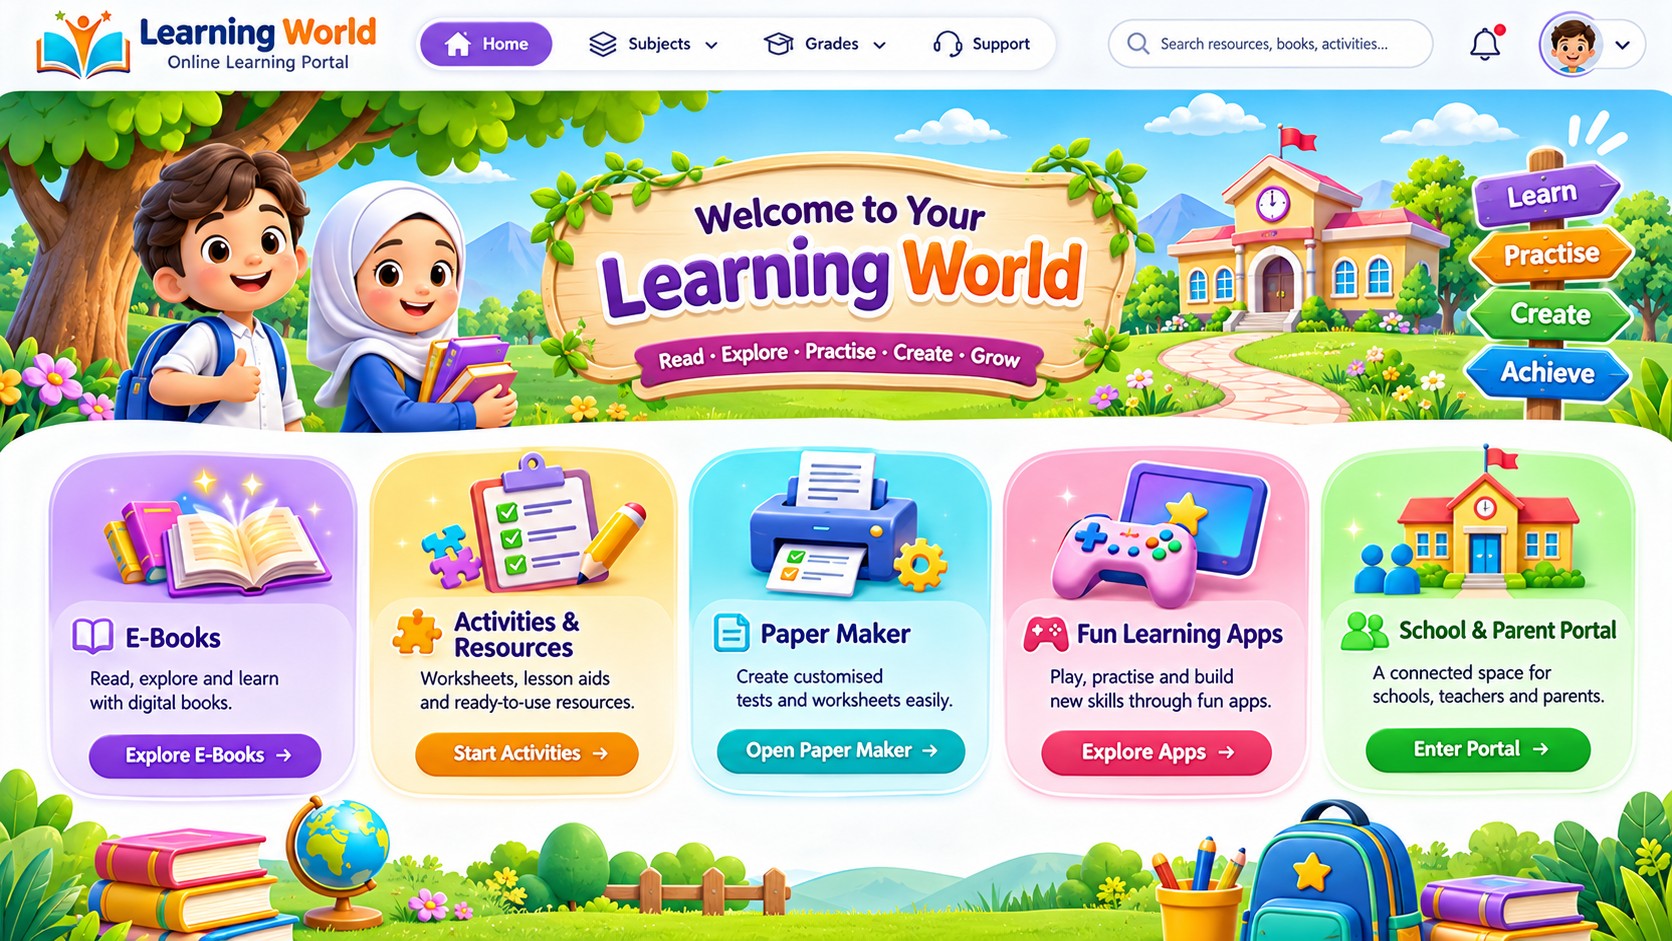 Learning World
Online Learning Portal
Home
Subjects
Grades
Support
Search resources, books, activities...
Welcome to Your
Learning World
Read · Explore · Practise · Create · Grow
Learn
Practise
Create
Achieve
E-Books
Read, explore and learn
with digital books.
Explore E-Books →
Activities &
Resources
Worksheets, lesson aids
and ready-to-use resources.
Start Activities →
Paper Maker
Create customised
tests and worksheets easily.
Open Paper Maker →
Fun Learning Apps
Play, practise and build
new skills through fun apps.
Explore Apps →
School & Parent Portal
A connected space for
schools, teachers and parents.
Enter Portal →